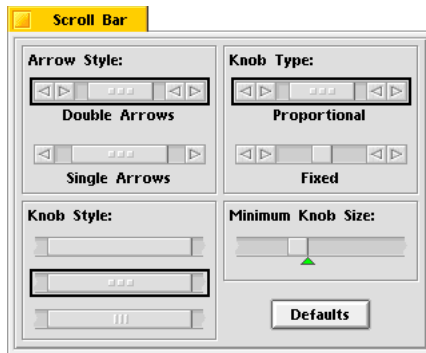 Scroll Bar
Arrow Style:
Double Arrows
Single Arrows
Knob Type:
Proportional
Fixed
Knob Style:
Minimum Knob Size:
Defaults